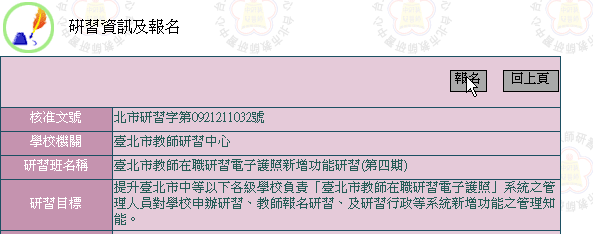 研習資訊及報名
報名 回上頁
核准文號 北市研習字第0921211032號
學校機關 臺北市教師研習中心
研習班名稱 臺北市教師在職研習電子護照新增功能研習(第四期)
研習目標 提升臺北市中等以下各級學校負責「臺北市教師在職研習電子護照」系統之管
理人員對學校申辦研習、教師報名研習、及研習行政等系統新增功能之管理知
能。